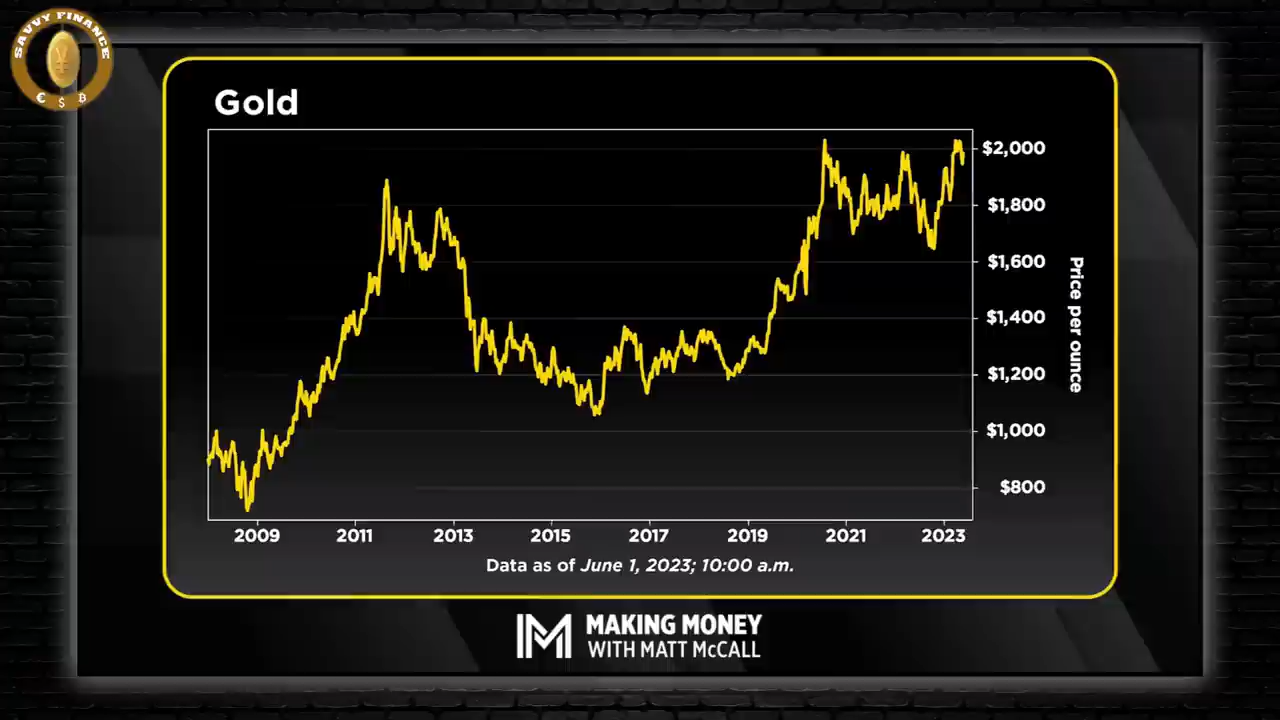 SAVVY FINANCE
¥
€ $ B
Gold
$2,000
$1,800
$1,600
$1,400
$1,200
$1,000
$800
Price per ounce
2009 2011 2013 2015 2017 2019 2021 2023
Data as of June 1, 2023; 10:00 a.m.
MAKING MONEY
WITH MATT McCALL